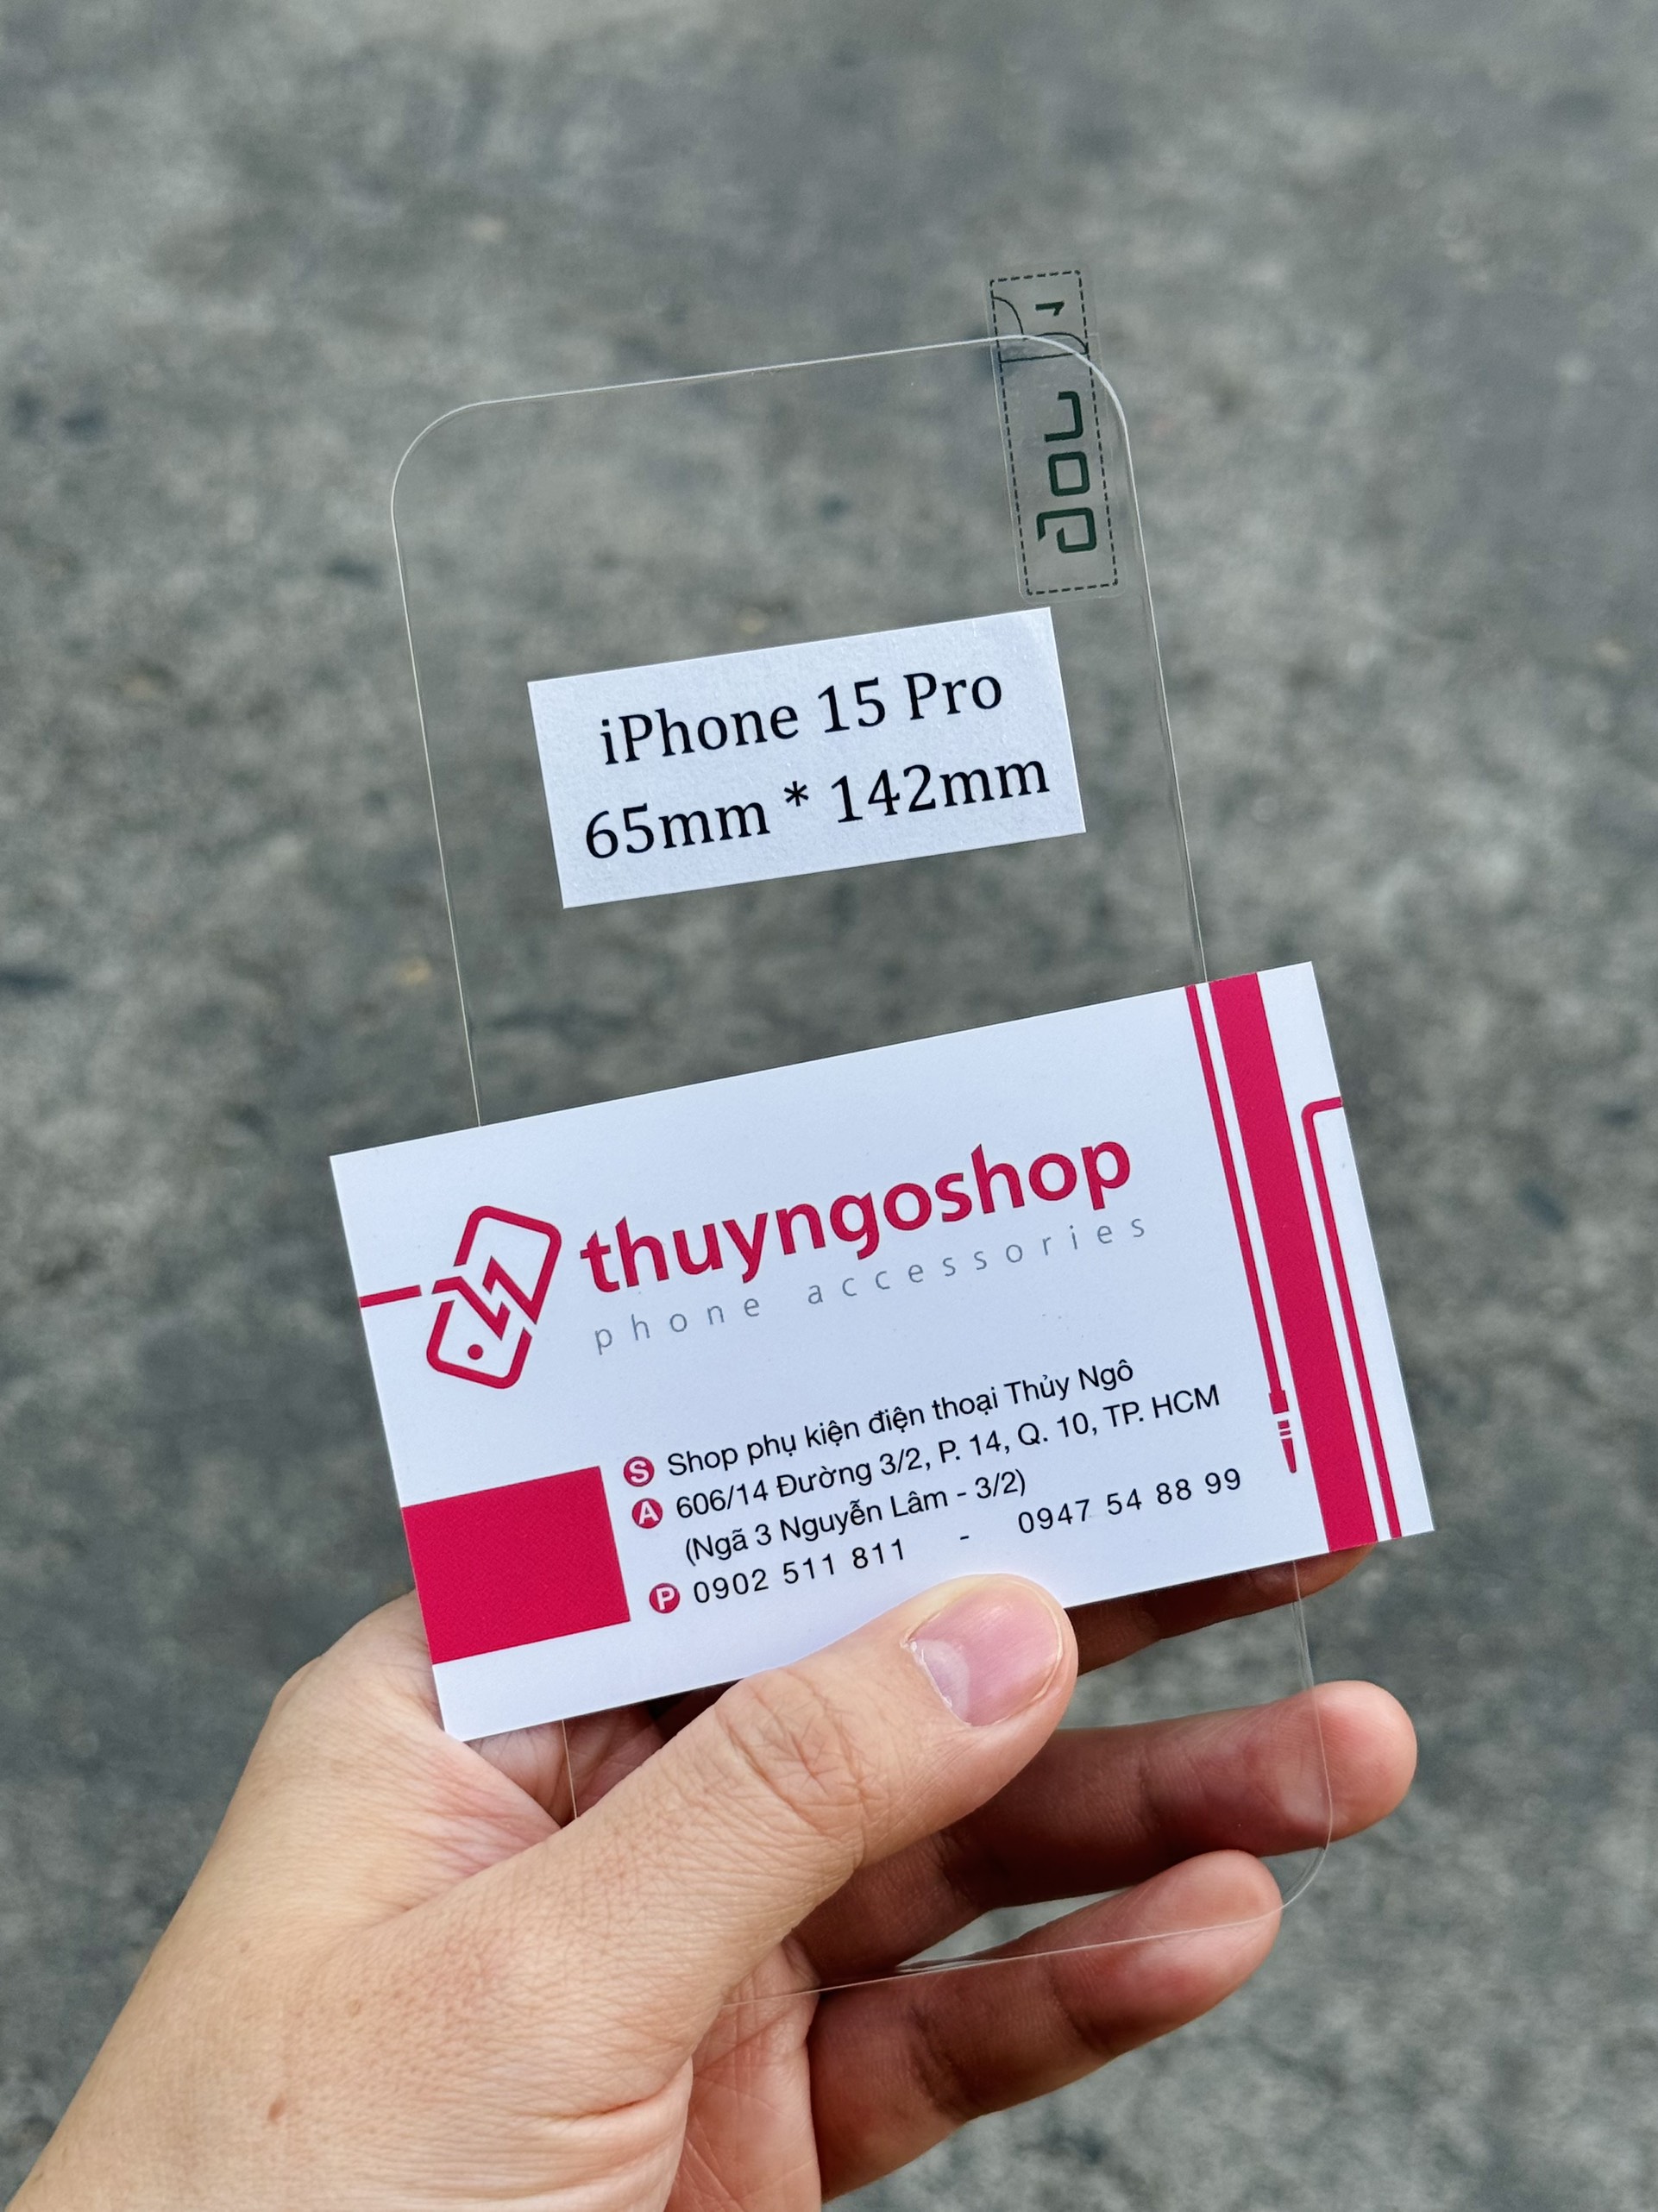 iPhone 15 Pro
65mm * 142mm
thuyngoshop
phone accessories
S Shop phụ kiện điện thoại Thủy Ngô
A 606/14 Đường 3/2, P. 14, Q. 10, TP. HCM
(Ngã 3 Nguyễn Lâm - 3/2)
P 0902 511 811 - 0947 54 88 99